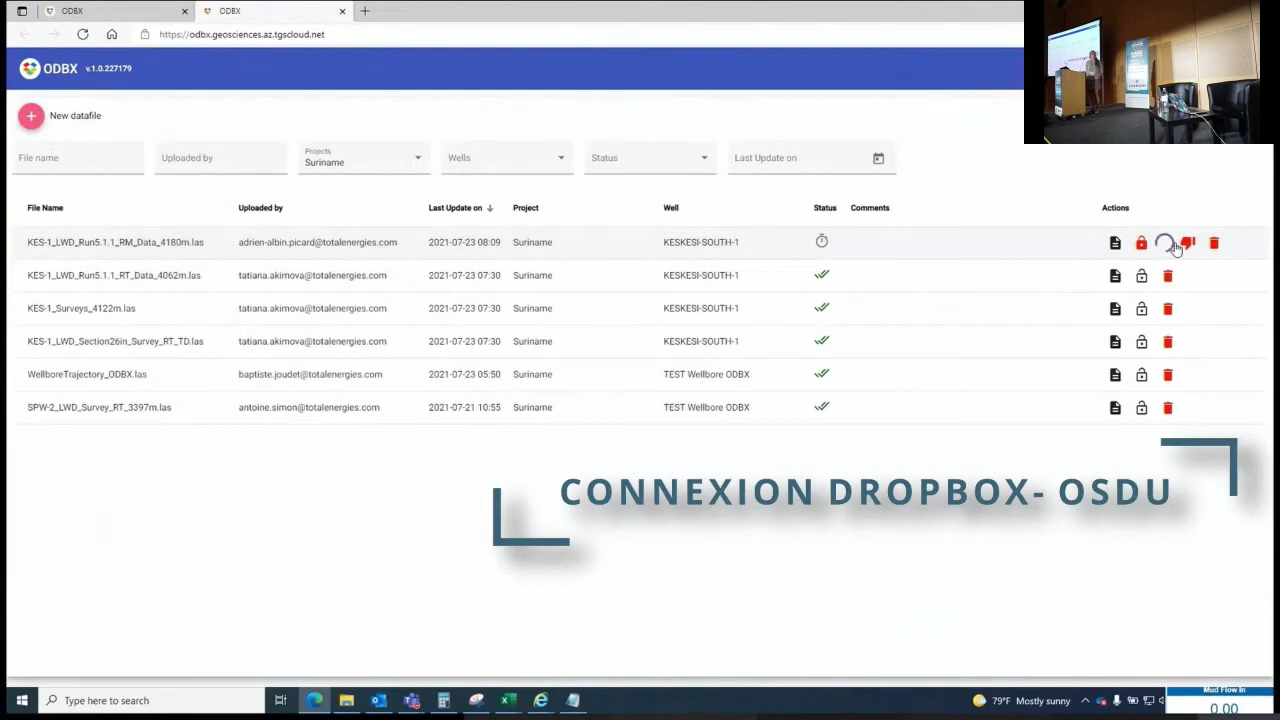 ODBX
ODBX
https://odbx.geosciences.az.tgscloud.net
ODBX v.1.0.227179
New datafile
File name
Uploaded by
Projects
Suriname
Wells
Status
Last Update on
File Name Uploaded by Last Update on Project Well Status Comments Actions
KES-1_LWD_Run5.1.1_RM_Data_4180m.las adrien-albin.picard@totalenergies.com 2021-07-23 08:09 Suriname KESKESI-SOUTH-1
KES-1_LWD_Run5.1.1_RT_Data_4062m.las tatiana.akimova@totalenergies.com 2021-07-23 07:30 Suriname KESKESI-SOUTH-1
KES-1_Surveys_4122m.las tatiana.akimova@totalenergies.com 2021-07-23 07:30 Suriname KESKESI-SOUTH-1
KES-1_LWD_Section26in_Survey_RT_TD.las tatiana.akimova@totalenergies.com 2021-07-23 07:30 Suriname KESKESI-SOUTH-1
WellboreTrajectory_ODBX.las baptiste.joudet@totalenergies.com 2021-07-23 05:50 Suriname TEST Wellbore ODBX
SPW-2_LWD_Survey_RT_3397m.las antoine.simon@totalenergies.com 2021-07-21 10:55 Suriname TEST Wellbore ODBX
CONNEXION DROPBOX- OSDU
Type here to search
79°F Mostly sunny
Mud Flow In
0.00